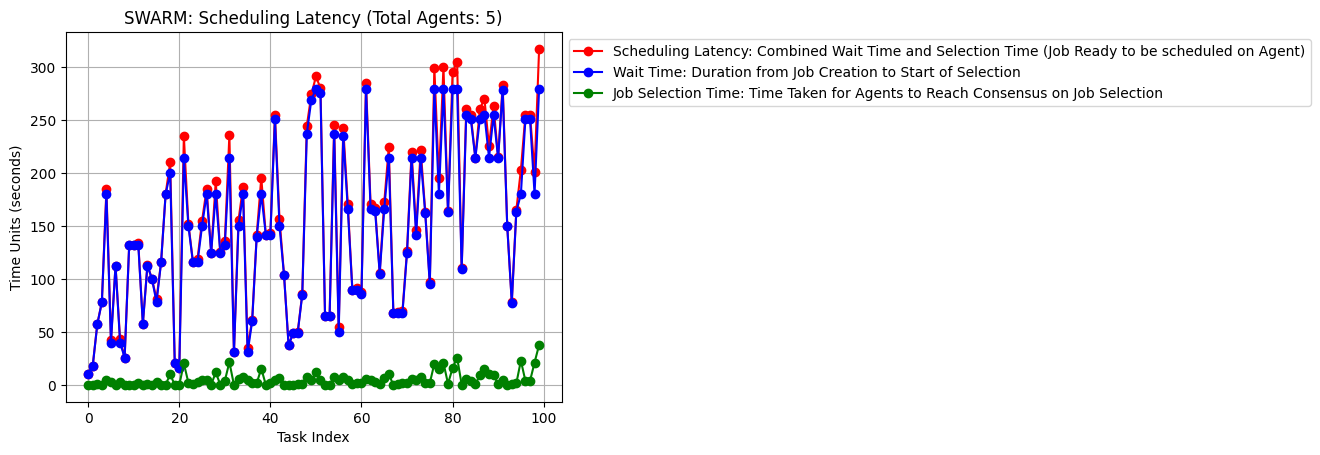 SWARM: Scheduling Latency (Total Agents: 5)
Scheduling Latency: Combined Wait Time and Selection Time (Job Ready to be scheduled on Agent)
Wait Time: Duration from Job Creation to Start of Selection
Job Selection Time: Time Taken for Agents to Reach Consensus on Job Selection
Time Units (seconds)
300
250
200
150
100
50
0
0 20 40 60 80 100
Task Index